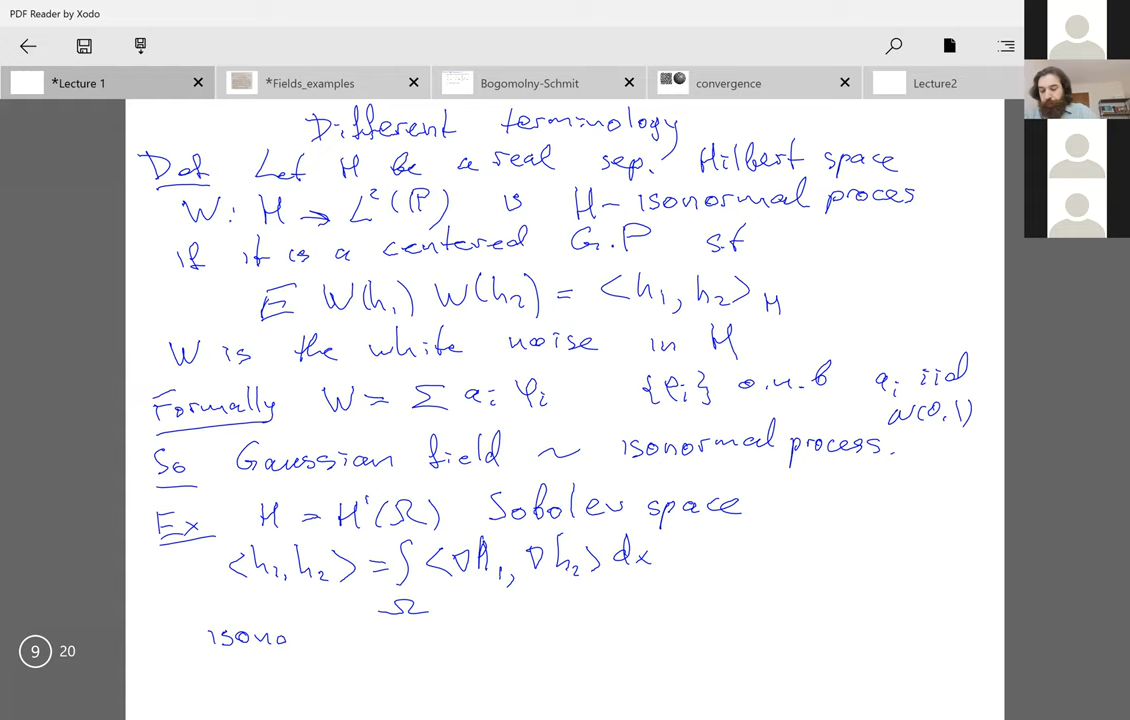 PDF Reader by Xodo
*Lecture 1
*Fields_examples
Bogomolny-Schmit
convergence
Lecture2
Different terminology
Def Let H be a real sep. Hilbert space
W: H → L²(P) is H-isonormal proces
if it is a centered G.P st
E W(h₁) W(h₂) = <h₁, h₂>_H
W is the white noise in H
Formally W = Σ aᵢ φᵢ {φᵢ} o.n.b aᵢ iid
N(0,1)
So Gaussian field ~ isonormal process.
Ex H = H¹(Ω) Sobolev space
<h₁, h₂> = ∫ <∇h₁, ∇h₂> dx
Ω
isono
9 20